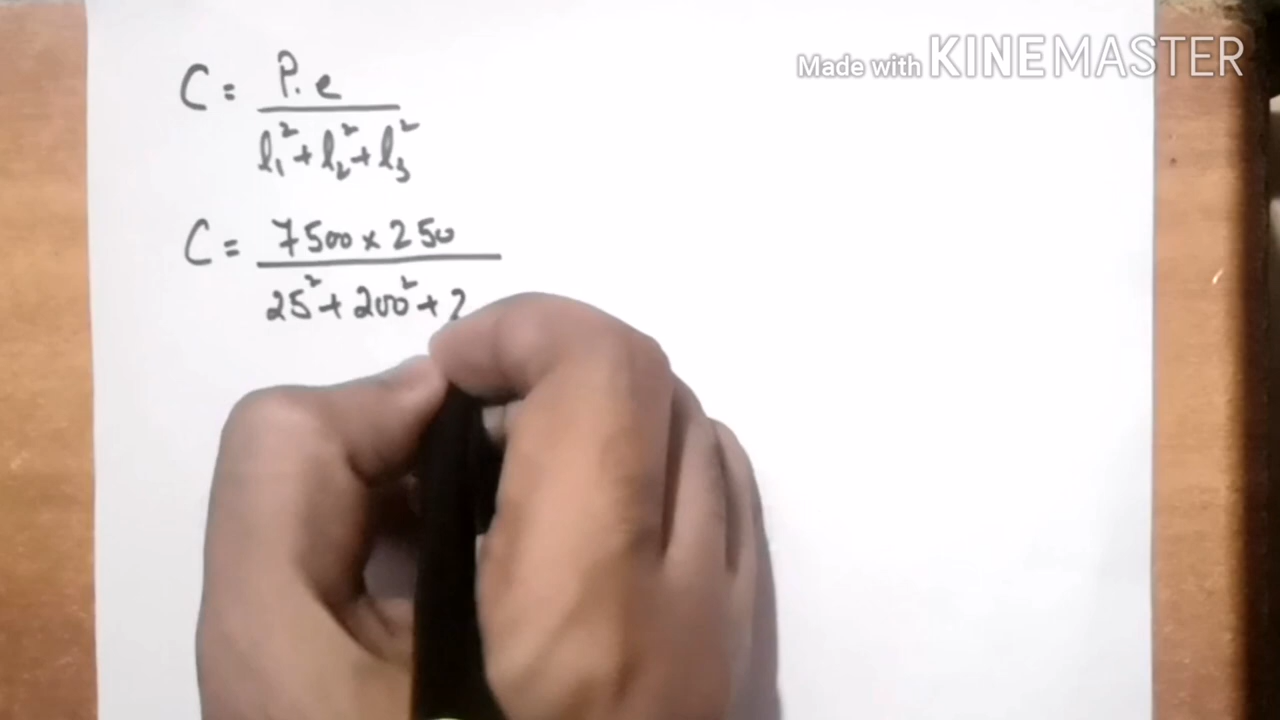 Made with KINEMASTER
C = P.e / l₁² + l₂² + l₃²
C = 7500 x 250 / 25² + 200² + 2